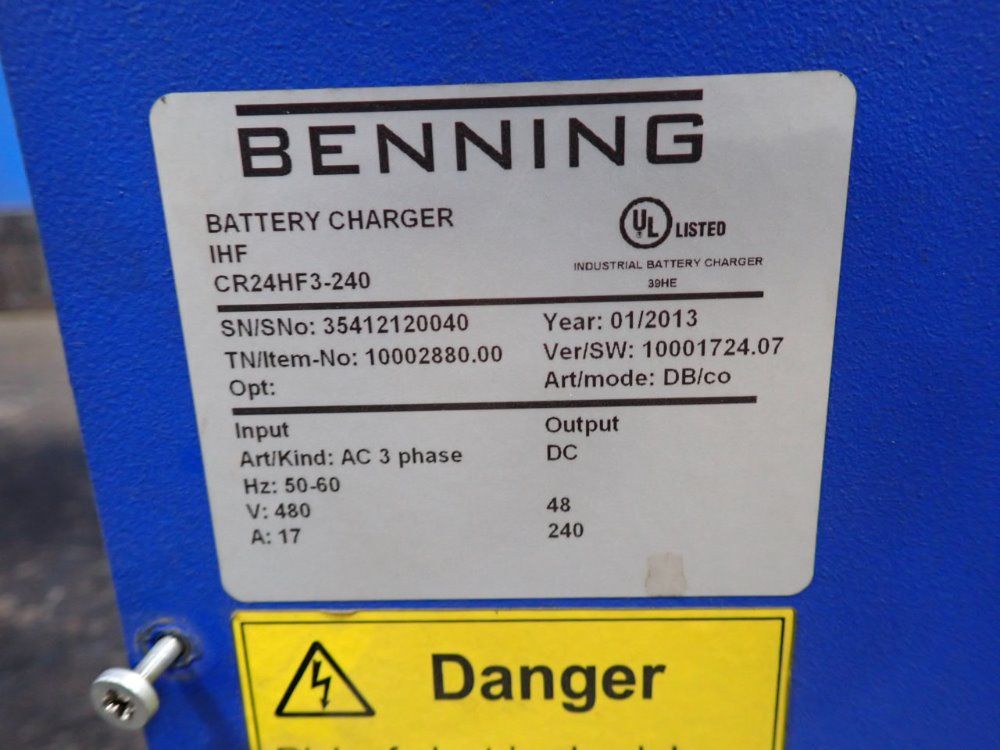 BENNING
BATTERY CHARGER
IHF
CR24HF3-240
UL LISTED
INDUSTRIAL BATTERY CHARGER
39HE
SN/SNo: 35412120040 Year: 01/2013
TN/Item-No: 10002880.00 Ver/SW: 10001724.07
Opt: Art/mode: DB/co
Input Output
Art/Kind: AC 3 phase DC
Hz: 50-60
V: 480 48
A: 17 240
Danger